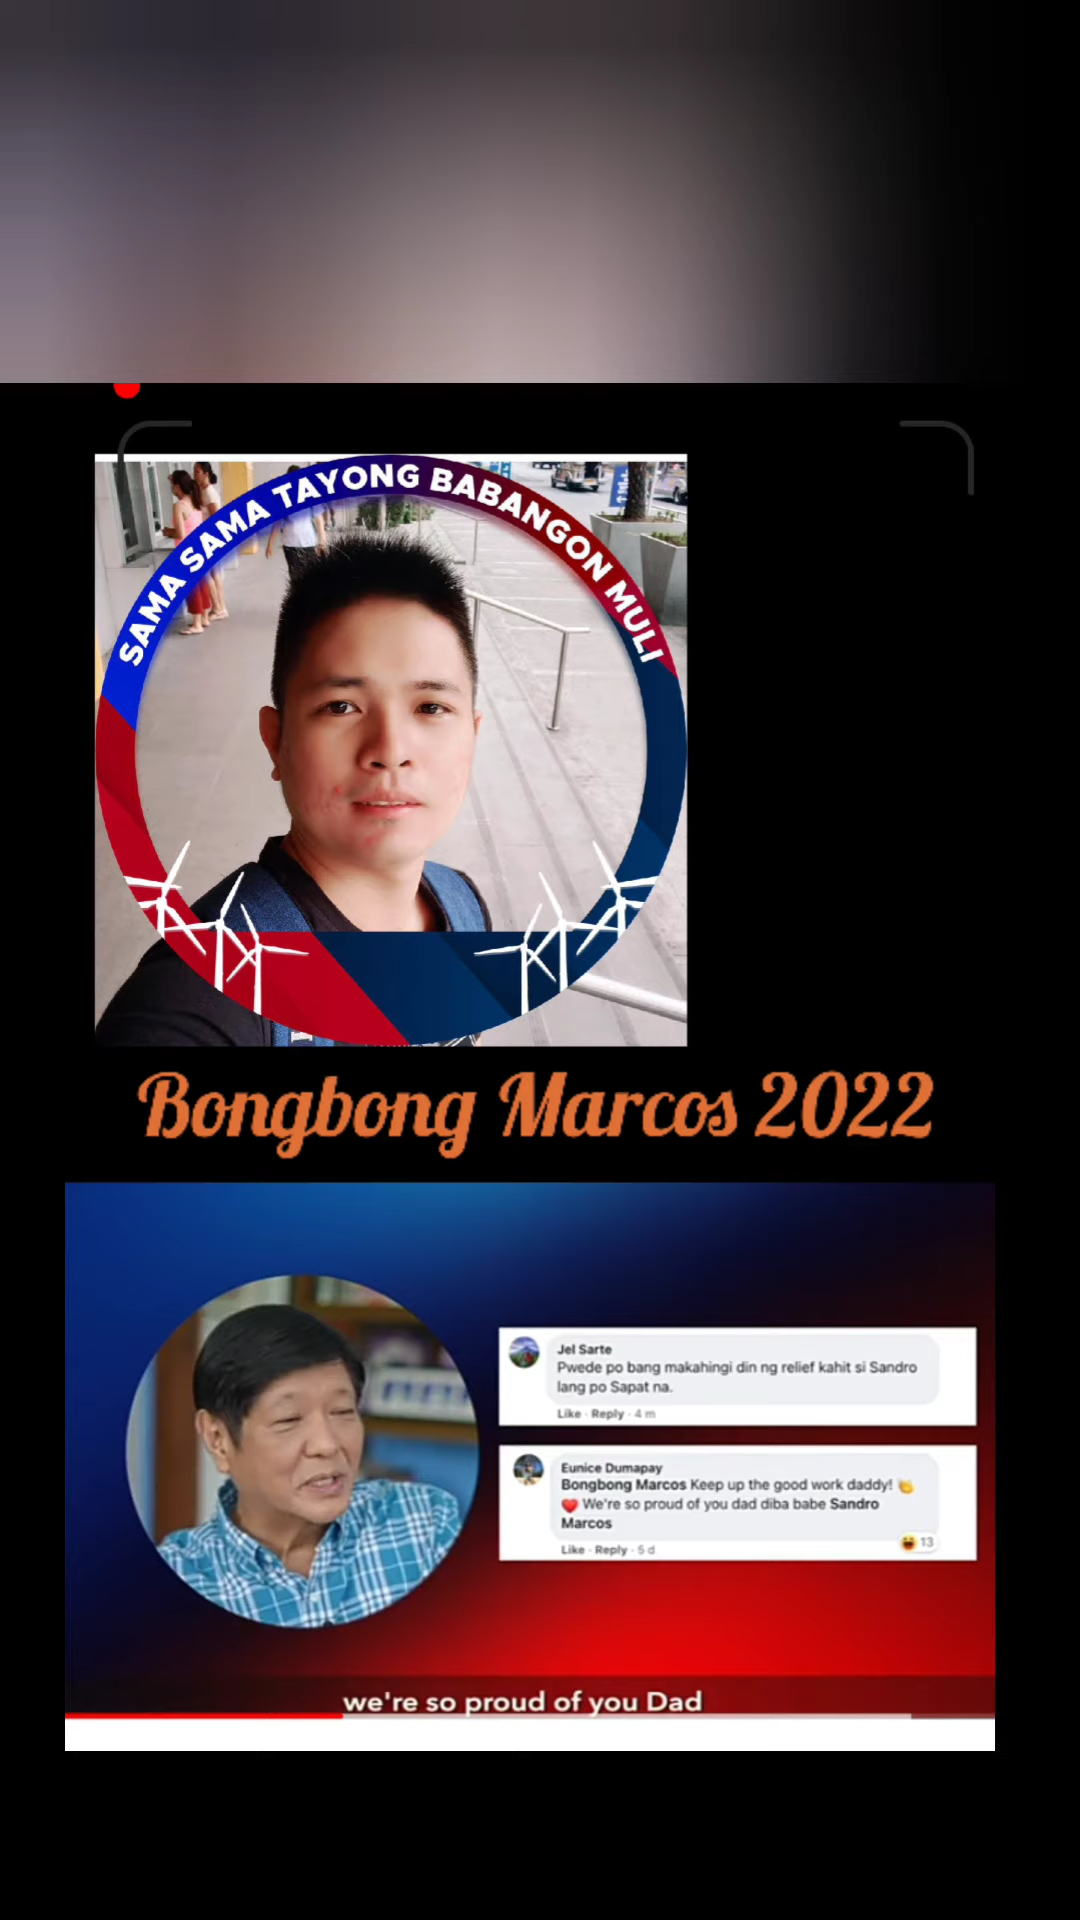 SAMA SAMA TAYONG BABANGON MULI
Bongbong Marcos 2022
Jel Sarte
Pwede po bang makahingi din ng relief kahit si Sandro
lang po Sapat na.
Like · Reply · 4 m
Eunice Dumapay
Bongbong Marcos Keep up the good work daddy! 👏
❤️ We're so proud of you dad diba babe Sandro
Marcos
Like · Reply · 5 d
😆 13
we're so proud of you Dad